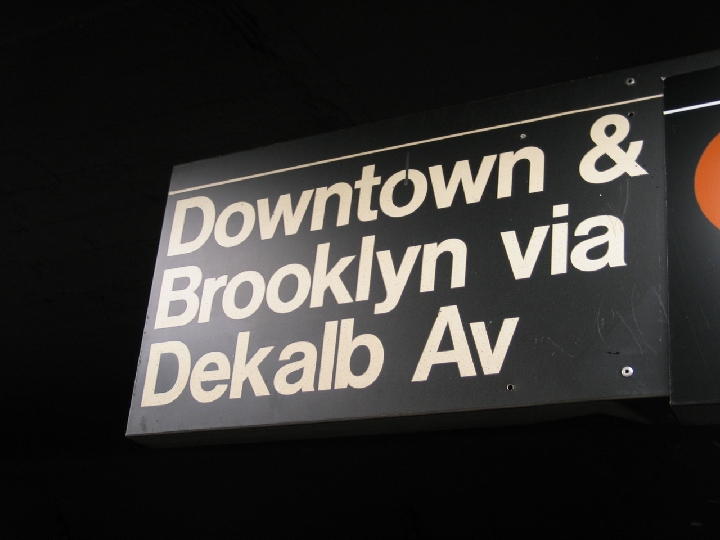 Downtown &
Brooklyn via
Dekalb Av